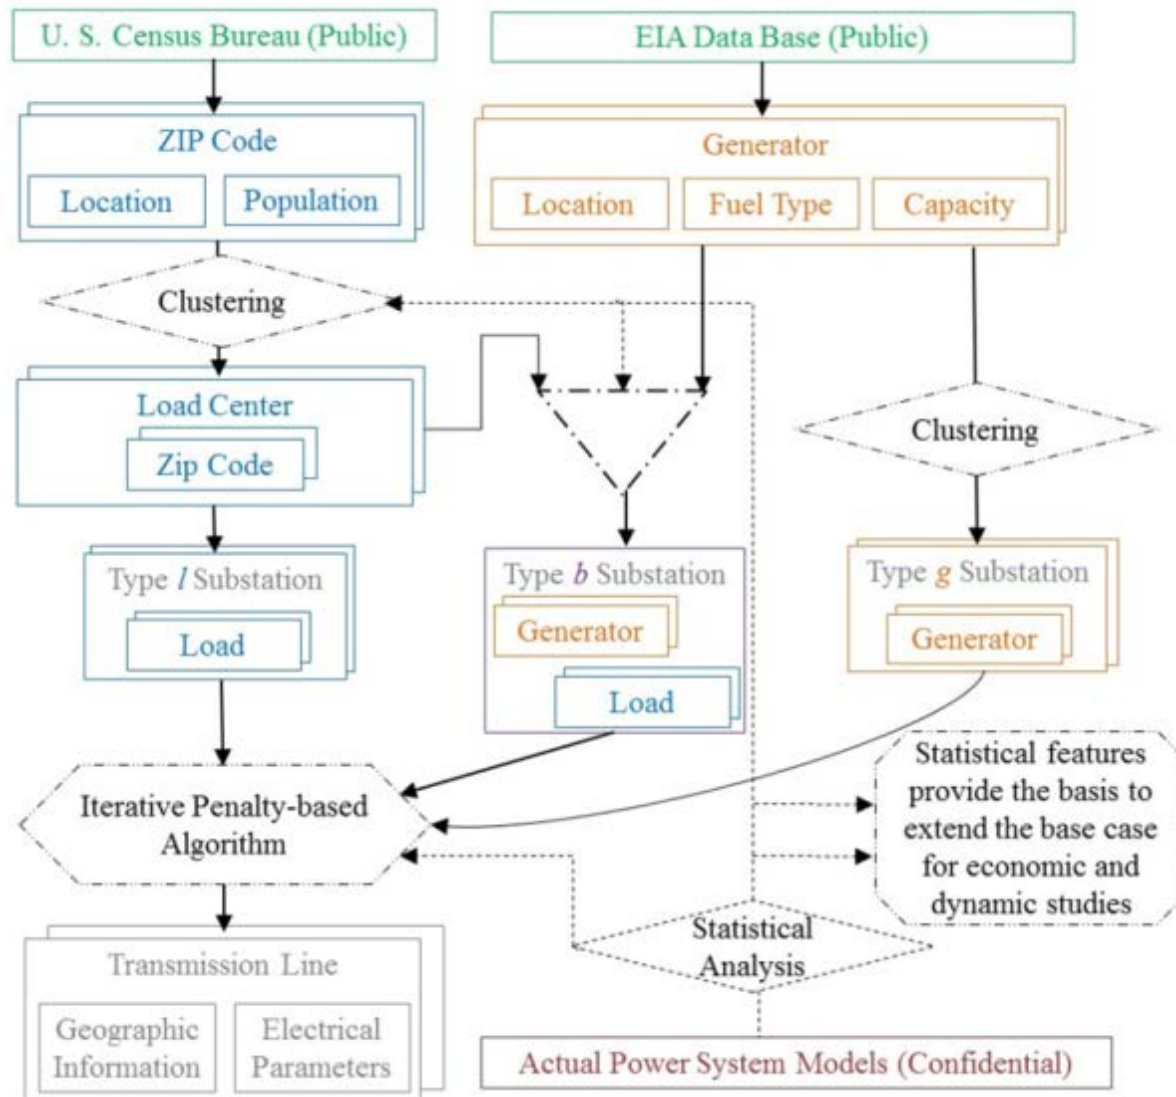 U. S. Census Bureau (Public)
EIA Data Base (Public)
ZIP Code
Location
Population
Generator
Location
Fuel Type
Capacity
Clustering
Load Center
Zip Code
Clustering
Type l Substation
Load
Type b Substation
Generator
Load
Type g Substation
Generator
Iterative Penalty-based
Algorithm
Statistical features
provide the basis to
extend the base case
for economic and
dynamic studies
Statistical
Analysis
Transmission Line
Geographic
Information
Electrical
Parameters
Actual Power System Models (Confidential)